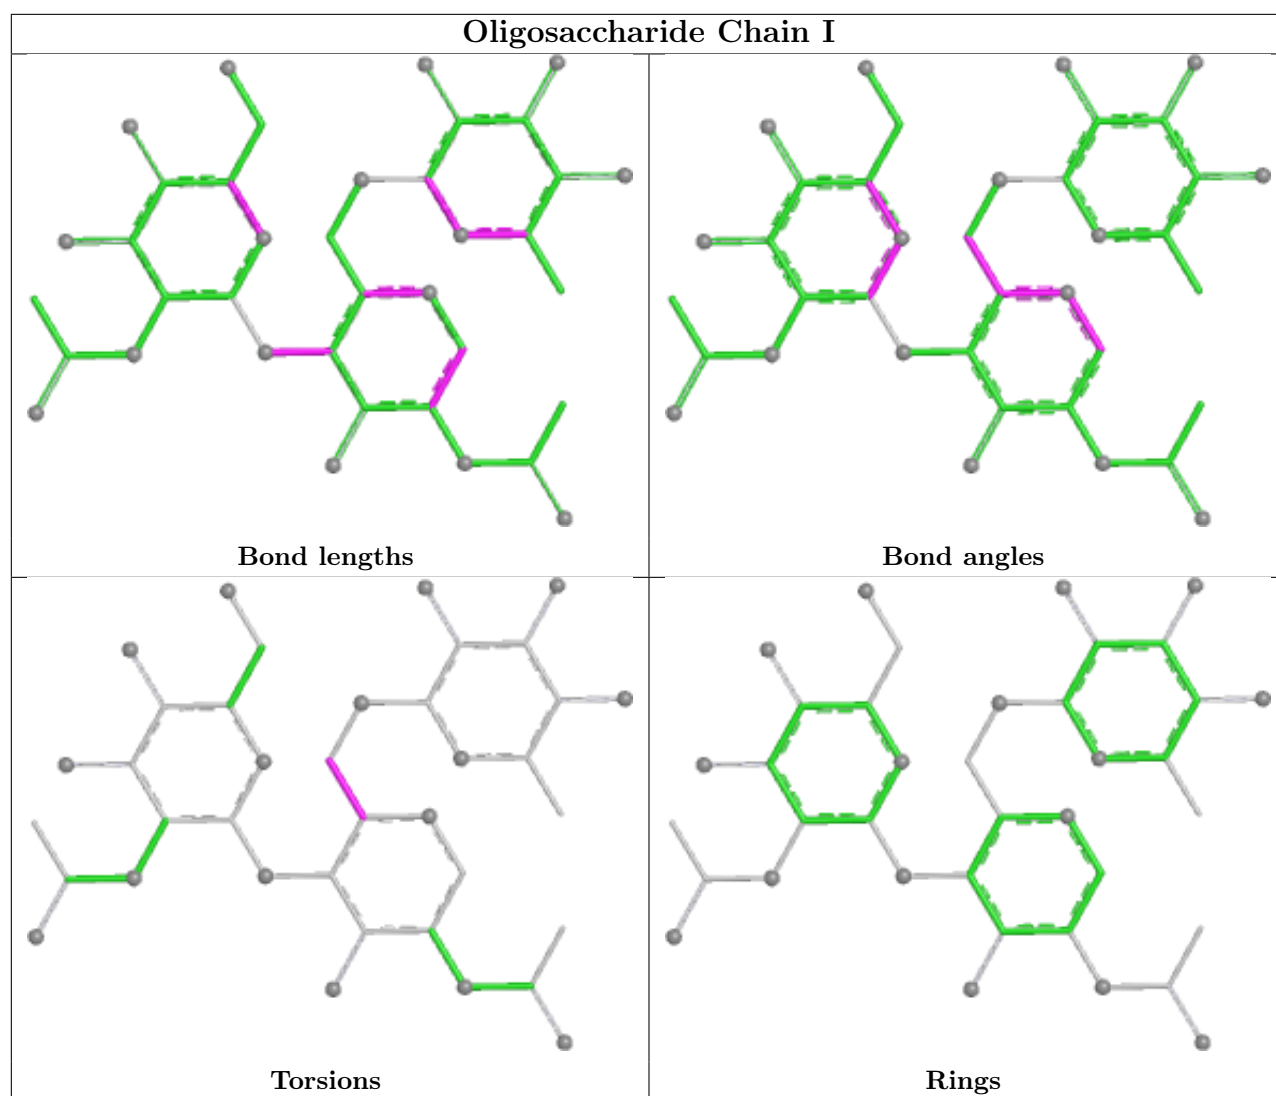 Oligosaccharide Chain I
Bond lengths
Bond angles
Torsions
Rings